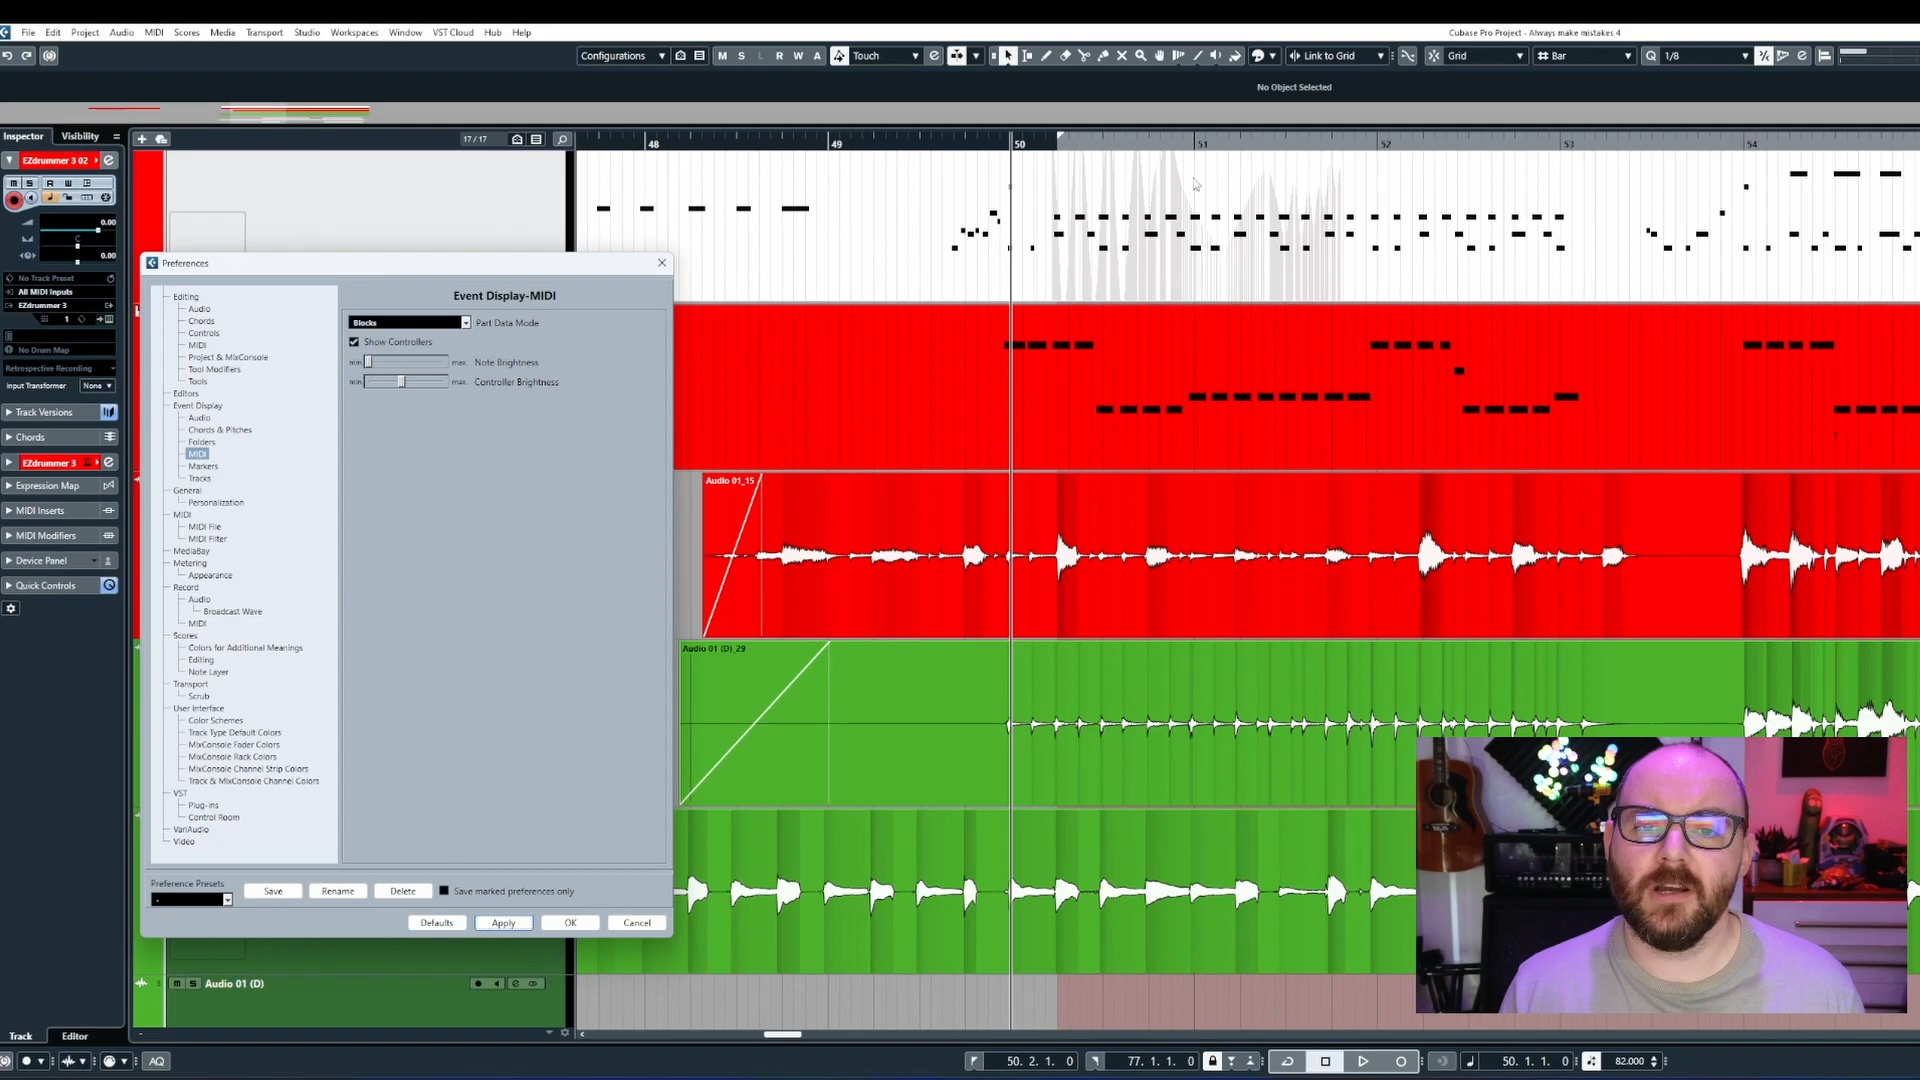 File Edit Project Audio MIDI Scores Media Transport Studio Workspaces Window VST Cloud Hub Help
Cubase Pro Project - Always make mistakes 4
Configurations M S L R W A Touch Link to Grid Grid Bar Q 1/8
No Object Selected
Inspector Visibility
17 / 17
48 49 50 51 52 53 54
EZdrummer 3 02
M S R W
0.00
C
0.00
0.00
No Track Preset
All MIDI Inputs
EZdrummer 3
1
No Drum Map
Retrospective Recording
Input Transformer None
Track Versions
Chords
EZdrummer 3
Expression Map
MIDI Inserts
MIDI Modifiers
Device Panel
Quick Controls
Preferences
Editing
Audio
Chords
Controls
MIDI
Project & MixConsole
Tool Modifiers
Tools
Editors
Event Display
Audio
Chords & Pitches
Folders
MIDI
Markers
Tracks
General
Personalization
MIDI
MIDI File
MIDI Filter
MediaBay
Metering
Appearance
Record
Audio
Broadcast Wave
MIDI
Scores
Colors for Additional Meanings
Editing
Note Layer
Transport
Scrub
User Interface
Color Schemes
Track Type Default Colors
MixConsole Fader Colors
MixConsole Rack Colors
MixConsole Channel Strip Colors
Track & MixConsole Channel Colors
VST
Plug-ins
Control Room
VariAudio
Video
Event Display-MIDI
Blocks Part Data Mode
Show Controllers
min. max. Note Brightness
min. max. Controller Brightness
Preference Presets
-
Save Rename Delete Save marked preferences only
Defaults Apply OK Cancel
Audio 01_15
Audio 01 (D)_29
M S Audio 01 (D)
Track Editor
AQ
50. 2. 1. 0 77. 1. 1. 0 50. 1. 1. 0 82.000